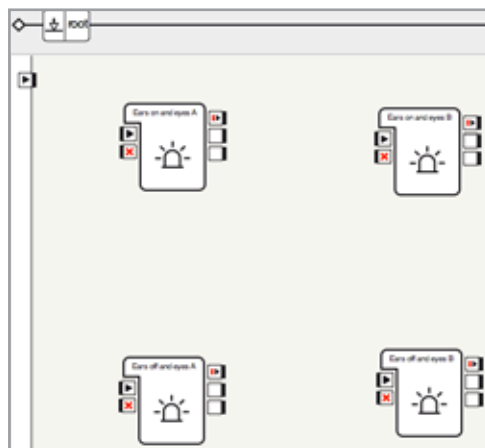 root
Ears on and eyes A
Ears on and eyes B
Ears off and eyes A
Ears off and eyes B